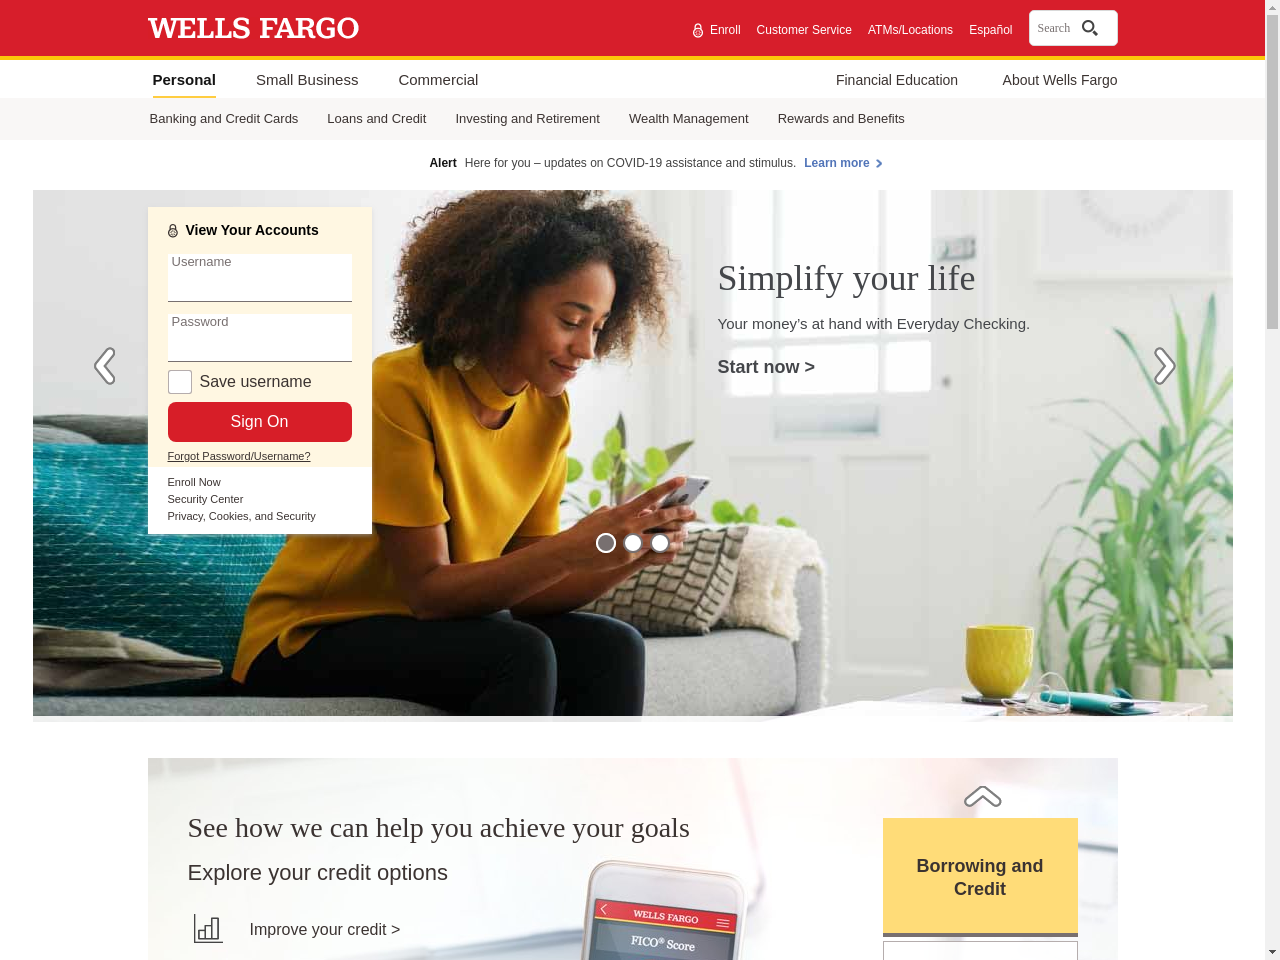 WELLS FARGO
Enroll
Customer Service
ATMs/Locations
Español
Search
Personal
Small Business
Commercial
Financial Education
About Wells Fargo
Banking and Credit Cards
Loans and Credit
Investing and Retirement
Wealth Management
Rewards and Benefits
Alert Here for you – updates on COVID-19 assistance and stimulus. Learn more
View Your Accounts
Username
Password
Save username
Sign On
Forgot Password/Username?
Enroll Now
Security Center
Privacy, Cookies, and Security
Simplify your life
Your money’s at hand with Everyday Checking.
Start now >
See how we can help you achieve your goals
Explore your credit options
Improve your credit >
WELLS FARGO
FICO® Score
Borrowing and
Credit